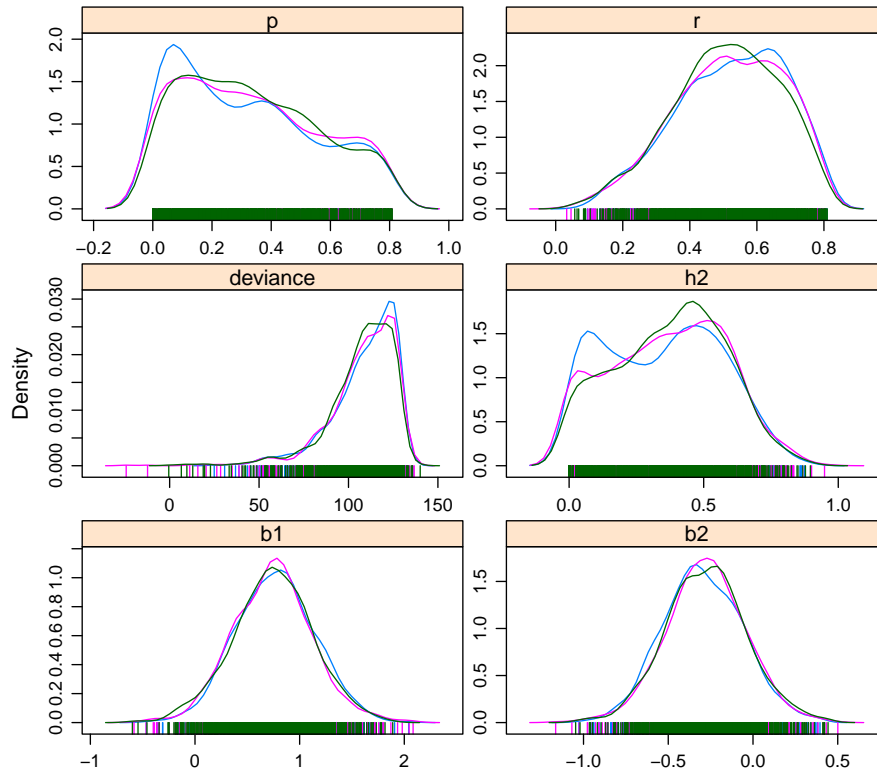 p
r
0.0 0.5 1.0 1.5 2.0
0.0 0.5 1.0 1.5 2.0
−0.2 0.0 0.2 0.4 0.6 0.8 1.0
0.0 0.2 0.4 0.6 0.8
deviance
h2
Density
0.000 0.010 0.020 0.030
0.0 0.5 1.0 1.5
0 50 100 150
0.0 0.5 1.0
b1
b2
0.0 0.2 0.4 0.6 0.8 1.0
0.0 0.5 1.0 1.5
−1 0 1 2
−1.0 −0.5 0.0 0.5